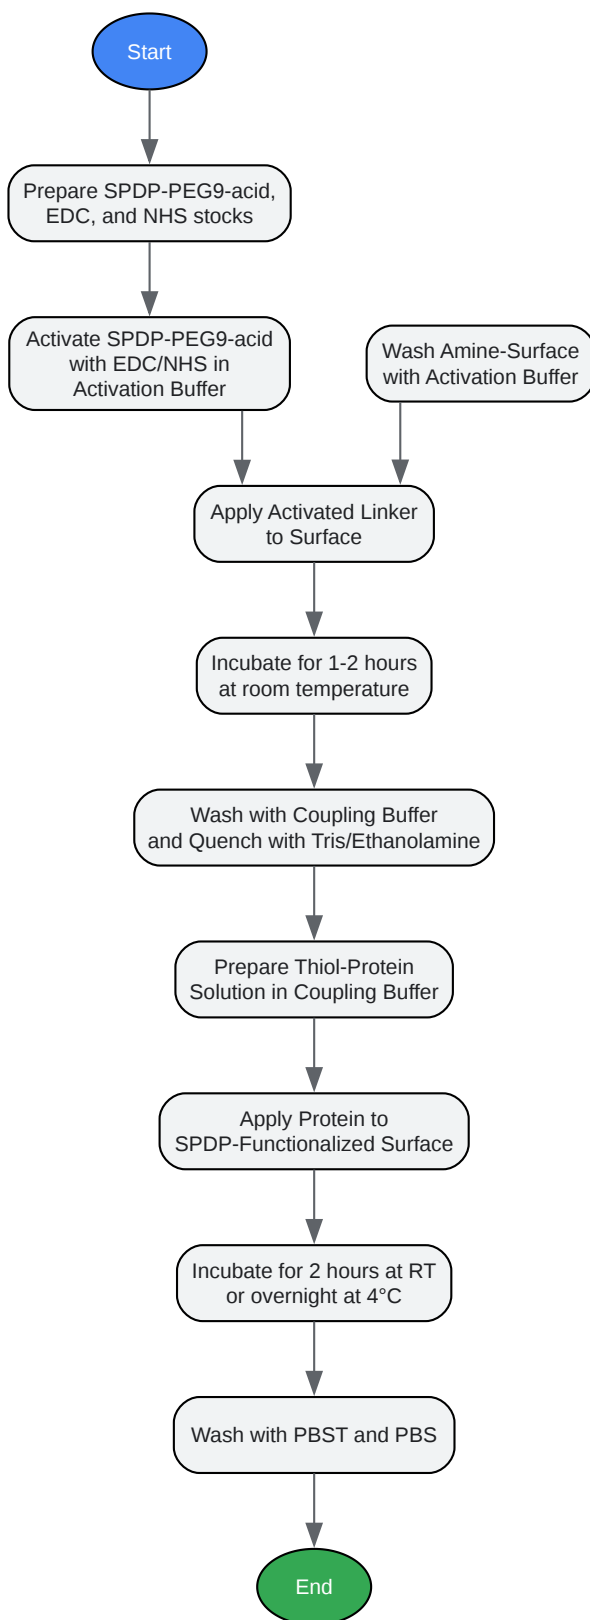 Start
Prepare SPDP-PEG9-acid,
EDC, and NHS stocks
Activate SPDP-PEG9-acid
with EDC/NHS in
Activation Buffer
Wash Amine-Surface
with Activation Buffer
Apply Activated Linker
to Surface
Incubate for 1-2 hours
at room temperature
Wash with Coupling Buffer
and Quench with Tris/Ethanolamine
Prepare Thiol-Protein
Solution in Coupling Buffer
Apply Protein to
SPDP-Functionalized Surface
Incubate for 2 hours at RT
or overnight at 4°C
Wash with PBST and PBS
End